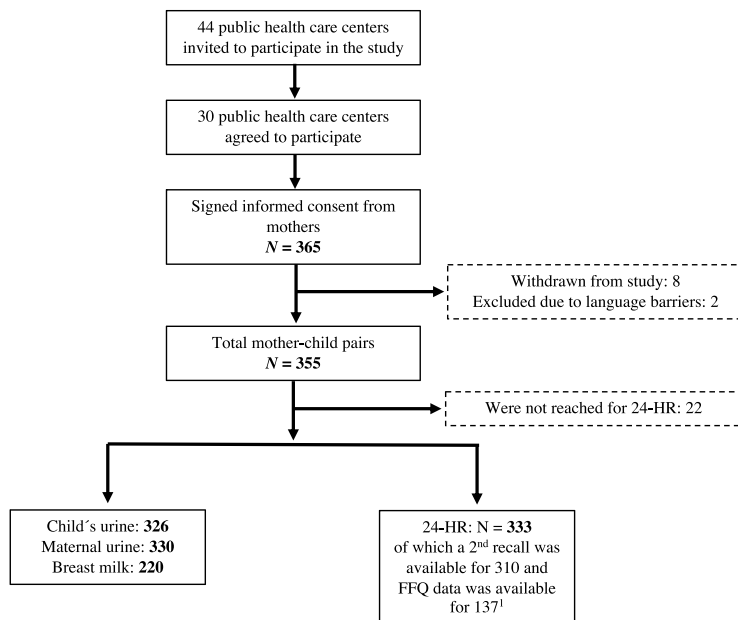 44 public health care centers
invited to participate in the study
30 public health care centers
agreed to participate
Signed informed consent from
mothers
N = 365
Withdrawn from study: 8
Excluded due to language barriers: 2
Total mother-child pairs
N = 355
Were not reached for 24-HR: 22
Child´s urine: 326
Maternal urine: 330
Breast milk: 220
24-HR: N = 333
of which a 2nd recall was
available for 310 and
FFQ data was available
for 137¹